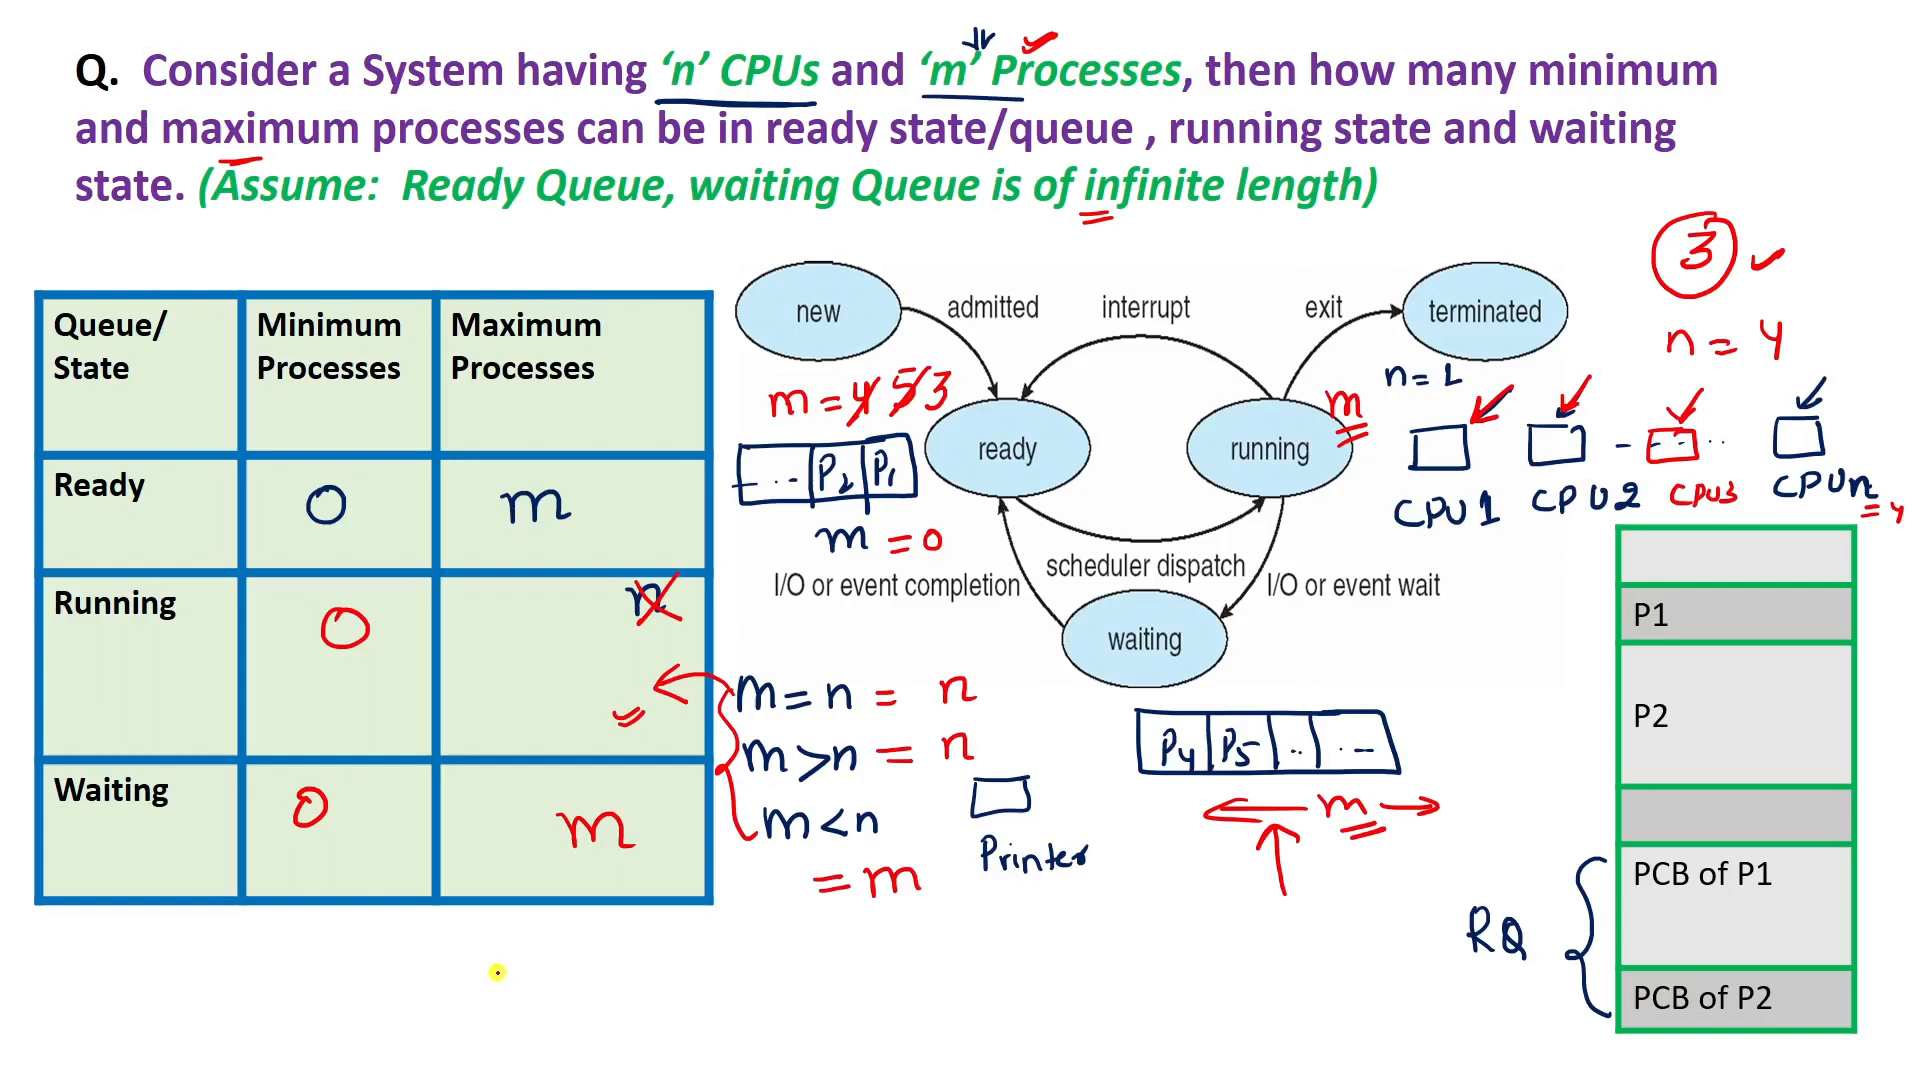 Q. Consider a System having ‘n’ CPUs and ‘m’ Processes, then how many minimum
and maximum processes can be in ready state/queue , running state and waiting
state. (Assume: Ready Queue, waiting Queue is of infinite length)
3
n = 4
Queue/
State
Minimum
Processes
Maximum
Processes
Ready
0
m
Running
0
n
Waiting
0
m
new
admitted
interrupt
exit
terminated
m = 4 5 3
n = 1
m
ready
running
... P2 P1
m = 0
CPU1
CPU2
CPU3
CPUn
= 4
scheduler dispatch
I/O or event completion
I/O or event wait
waiting
m = n = n
m > n = n
m < n
= m
Printer
P4 P5 .. ..
m
P1
P2
PCB of P1
PCB of P2
RQ